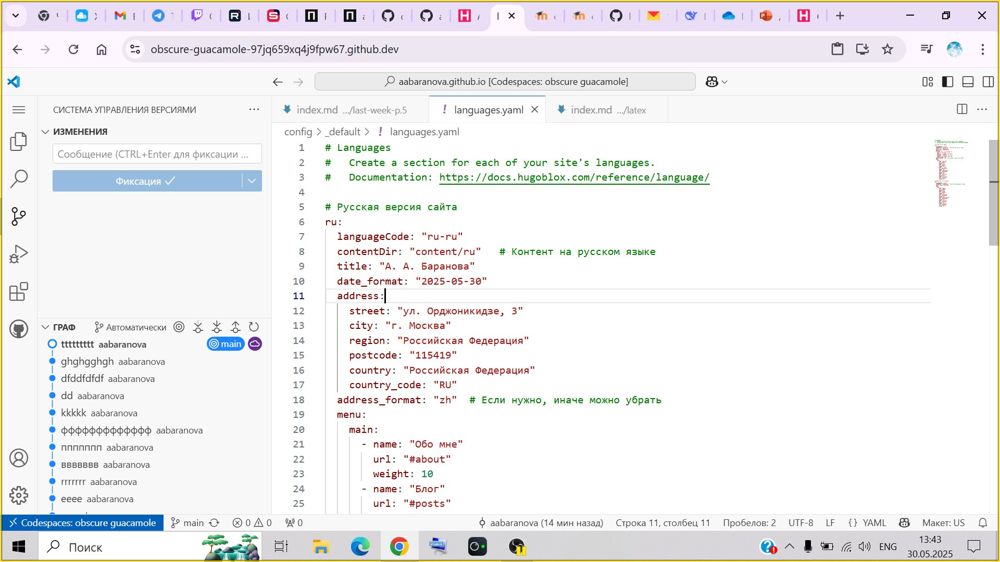 obscure-guacamole-97jq659xq4j9fpw67.github.dev
aabaranova.github.io [Codespaces: obscure guacamole]
СИСТЕМА УПРАВЛЕНИЯ ВЕРСИЯМИ
index.md .../last-week-p.5
languages.yaml
index.md .../latex
ИЗМЕНЕНИЯ
Сообщение (CTRL+Enter для фиксации ...
Фиксация
config > _default > ! languages.yaml
1 # Languages
2 #   Create a section for each of your site's languages.
3 #   Documentation: https://docs.hugoblox.com/reference/language/
4
5 # Русская версия сайта
6 ru:
7   languageCode: "ru-ru"
8   contentDir: "content/ru"   # Контент на русском языке
9   title: "А. А. Баранова"
10   date_format: "2025-05-30"
11   address:
12     street: "ул. Орджоникидзе, 3"
13     city: "г. Москва"
14     region: "Российская Федерация"
15     postcode: "115419"
16     country: "Российская Федерация"
17     country_code: "RU"
18   address_format: "zh"  # Если нужно, иначе можно убрать
19   menu:
20     main:
21       - name: "Обо мне"
22         url: "#about"
23         weight: 10
24       - name: "Блог"
25         url: "#posts"
ГРАФ Автоматически
ttttttttt aabaranova main
ghghgghgh aabaranova
dfddfdfdf aabaranova
dd aabaranova
kkkkk aabaranova
ффффффффффффф aabaranova
ппппппп aabaranova
ввввввв aabaranova
rrrrrrr aabaranova
eeee aabaranova
Codespaces: obscure guacamole main 0 0 0 aabaranova (14 мин назад) Строка 11, столбец 11 Пробелов: 2 UTF-8 LF {} YAML Макет: US
Поиск
ENG
13:43
30.05.2025